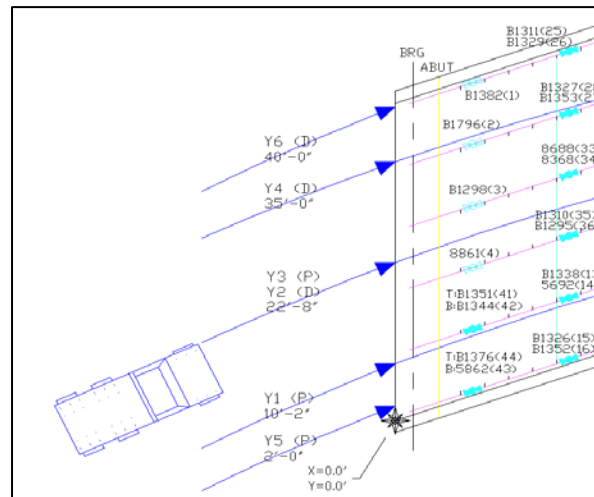 B1311(25)
B1329(26)
BRG
ABUT
B1382(1)
B1327(2
B1353(2
Y6 (D)
40'-0"
B1796(2)
Y4 (D)
35'-0"
8688(33
8368(34
B1298(3)
B1310(35)
B1295(36
8861(4)
Y3 (P)
Y2 (D)
22'-8"
B1338(13
5692(14
T:B1351(41)
B:B1344(42)
B1326(15)
B1352(16)
T:B1376(44)
B:5862(43)
Y1 (P)
10'-2"
Y5 (P)
2'-0"
X=0.0'
Y=0.0'